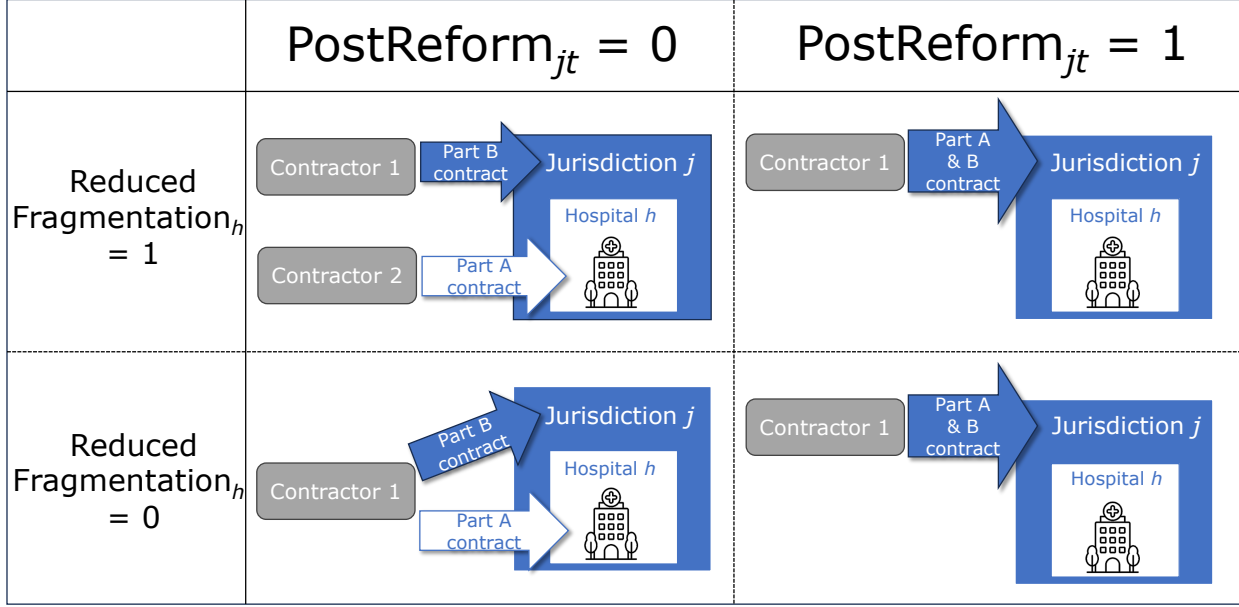 PostReform_jt = 0
PostReform_jt = 1
Reduced
Fragmentation_h
= 1
Contractor 1
Part B
contract
Jurisdiction j
Hospital h
Contractor 2
Part A
contract
Contractor 1
Part A
& B
contract
Jurisdiction j
Hospital h
Reduced
Fragmentation_h
= 0
Contractor 1
Part B
contract
Part A
contract
Jurisdiction j
Hospital h
Contractor 1
Part A
& B
contract
Jurisdiction j
Hospital h